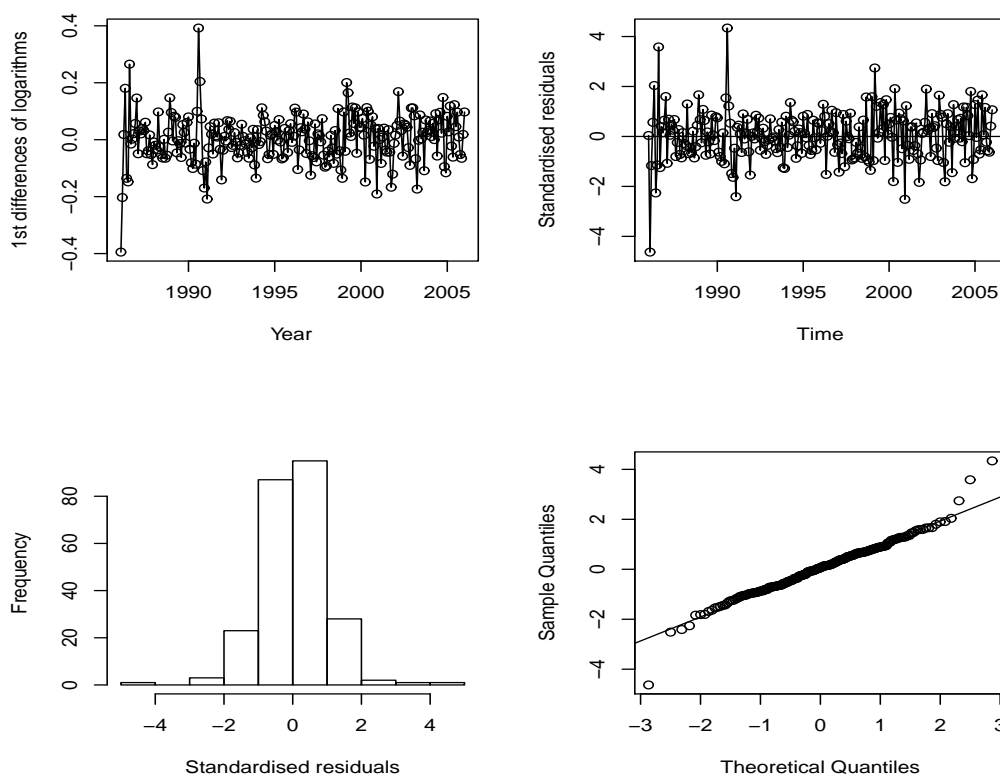 1st differences of logarithms
0.4
0.2
0.0
−0.2
−0.4
1990 1995 2000 2005
Year
Standardised residuals
4
2
0
−2
−4
1990 1995 2000 2005
Time
Frequency
80
60
40
20
0
−4 −2 0 2 4
Standardised residuals
Sample Quantiles
4
2
0
−2
−4
−3 −2 −1 0 1 2 3
Theoretical Quantiles